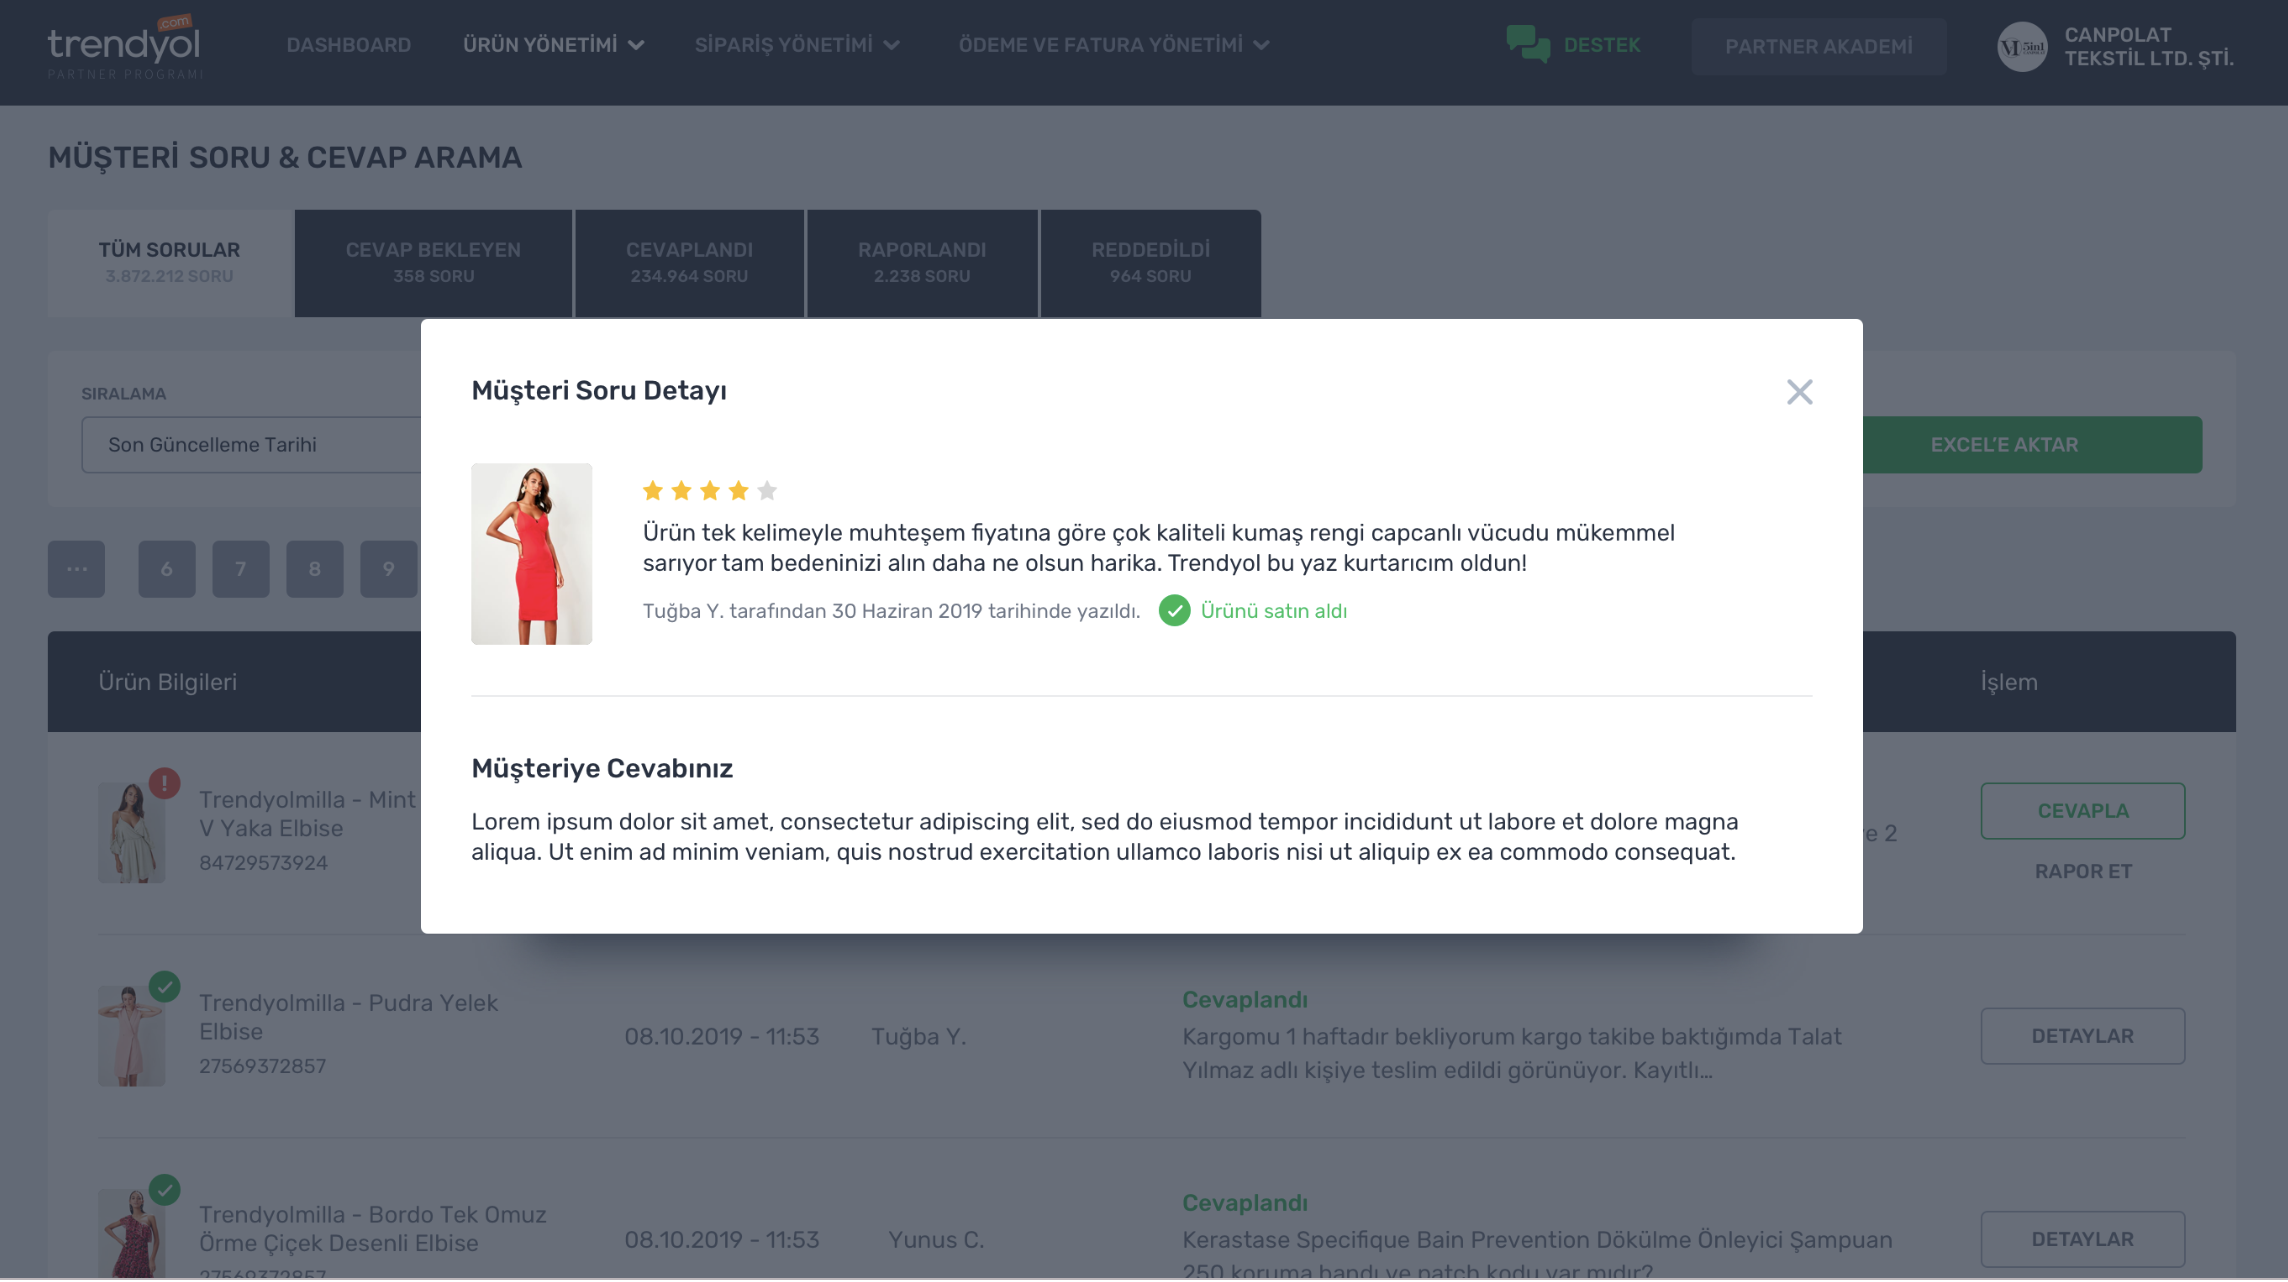 trendyol
.com
PARTNER PROGRAMI
DASHBOARD
ÜRÜN YÖNETİMİ
SİPARİŞ YÖNETİMİ
ÖDEME VE FATURA YÖNETİMİ
DESTEK
PARTNER AKADEMİ
CANPOLAT
TEKSTİL LTD. ŞTİ.
MÜŞTERİ SORU & CEVAP ARAMA
TÜM SORULAR
3.872.212 SORU
CEVAP BEKLEYEN
358 SORU
CEVAPLANDI
234.964 SORU
RAPORLANDI
2.238 SORU
REDDEDİLDİ
964 SORU
SIRALAMA
Son Güncelleme Tarihi
EXCEL'E AKTAR
... 6 7 8 9
Müşteri Soru Detayı
Ürün tek kelimeyle muhteşem fiyatına göre çok kaliteli kumaş rengi capcanlı vücudu mükemmel
sarıyor tam bedeninizi alın daha ne olsun harika. Trendyol bu yaz kurtarıcım oldun!
Tuğba Y. tarafından 30 Haziran 2019 tarihinde yazıldı. Ürünü satın aldı
Müşteriye Cevabınız
Lorem ipsum dolor sit amet, consectetur adipiscing elit, sed do eiusmod tempor incididunt ut labore et dolore magna
aliqua. Ut enim ad minim veniam, quis nostrud exercitation ullamco laboris nisi ut aliquip ex ea commodo consequat.
Ürün Bilgileri
İşlem
Trendyolmilla - Mint
V Yaka Elbise
84729573924
e 2
CEVAPLA
RAPOR ET
Trendyolmilla - Pudra Yelek
Elbise
27569372857
08.10.2019 - 11:53
Tuğba Y.
Cevaplandı
Kargomu 1 haftadır bekliyorum kargo takibe baktığımda Talat
Yılmaz adlı kişiye teslim edildi görünüyor. Kayıtlı...
DETAYLAR
Trendyolmilla - Bordo Tek Omuz
Örme Çiçek Desenli Elbise
27569372857
08.10.2019 - 11:53
Yunus C.
Cevaplandı
Kerastase Specifique Bain Prevention Dökülme Önleyici Şampuan
250 koruma bandı ve patch kodu var mıdır?
DETAYLAR